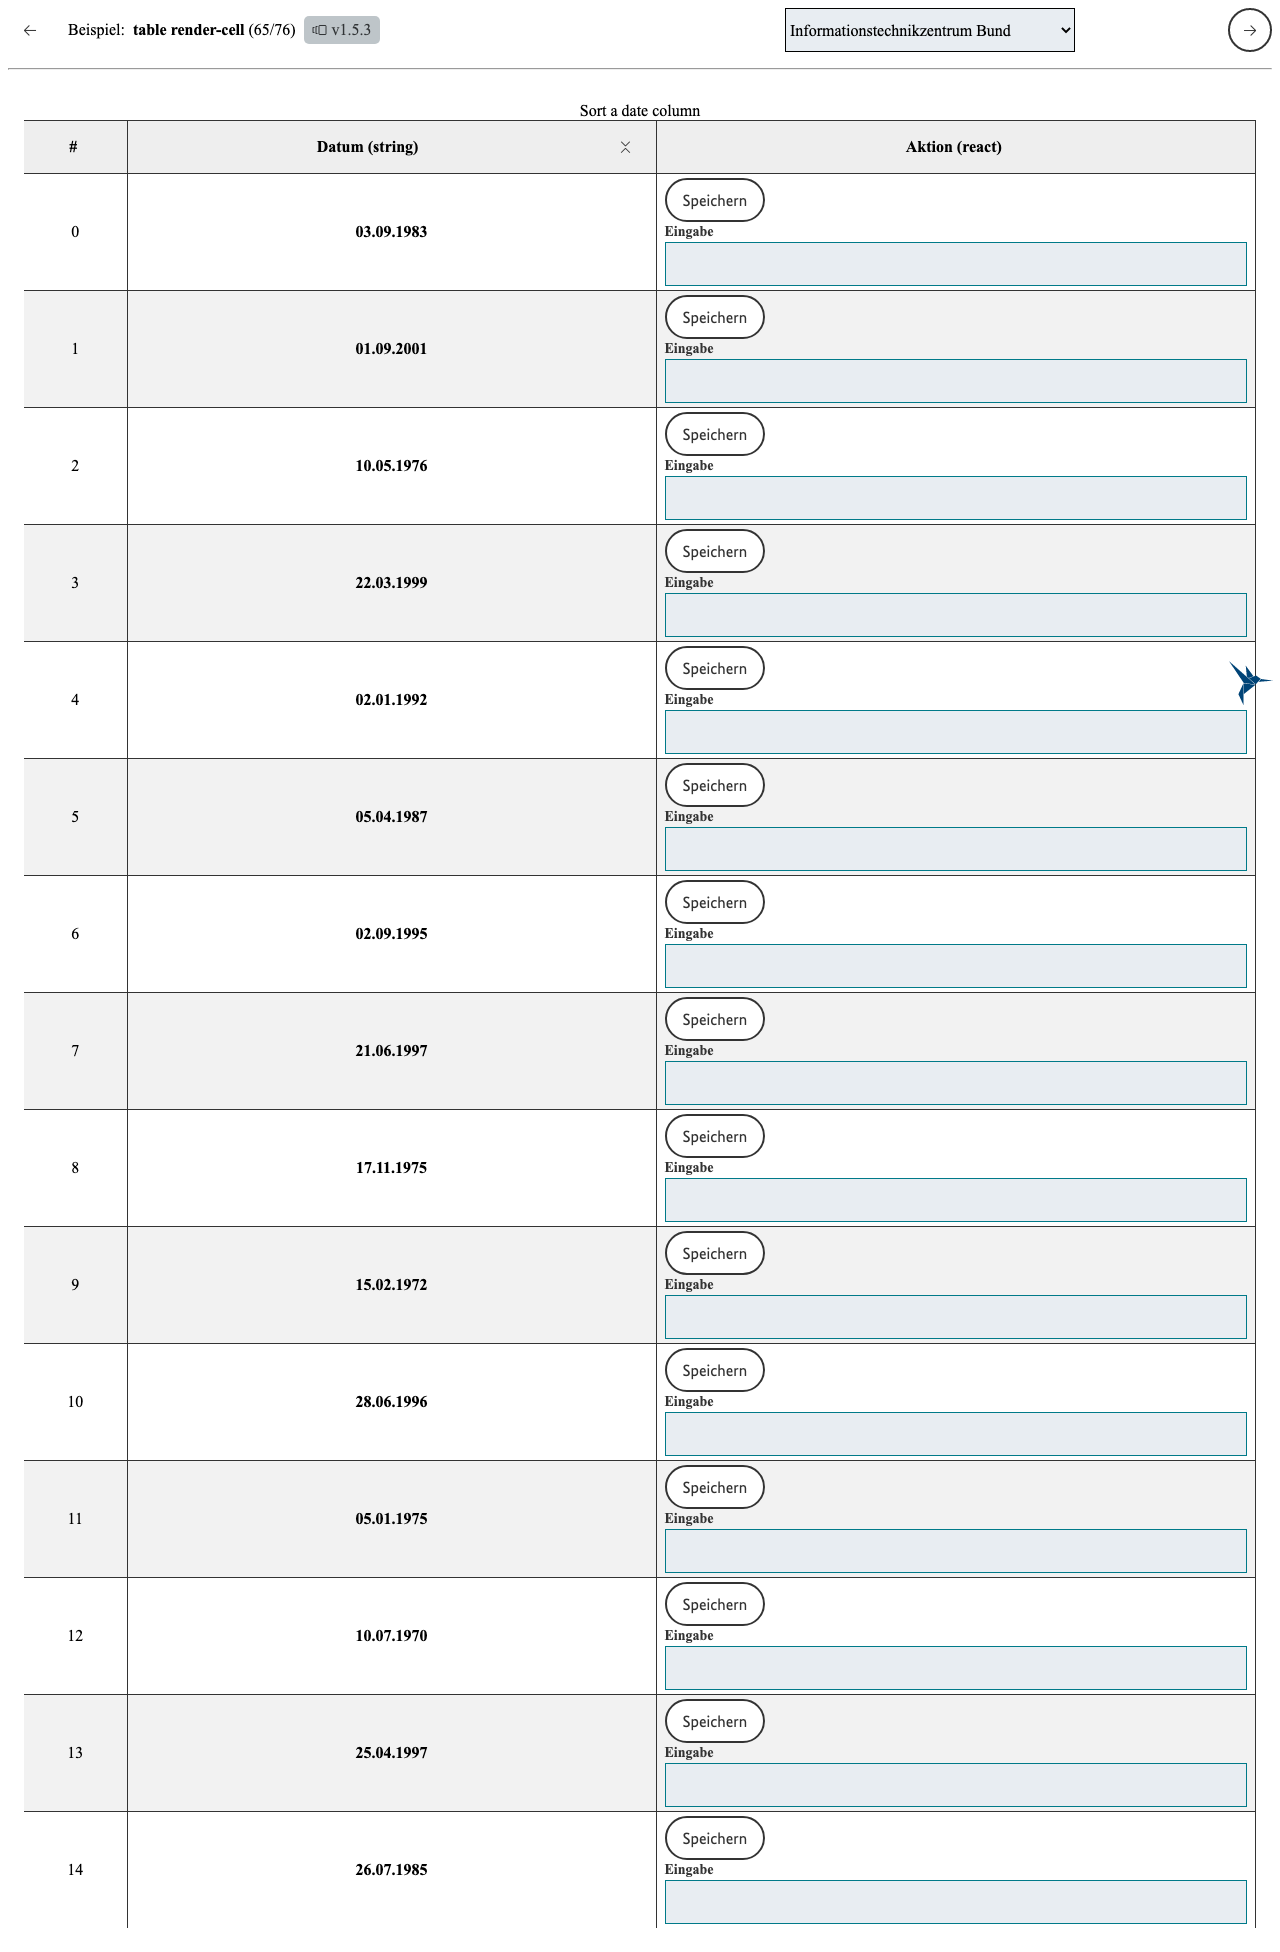 Beispiel: table render-cell (65/76) v1.5.3 Informationstechnikzentrum Bund
Sort a date column
# Datum (string) Aktion (react)
Speichern
0 03.09.1983 Eingabe
Speichern
1 01.09.2001 Eingabe
Speichern
2 10.05.1976 Eingabe
Speichern
3 22.03.1999 Eingabe
Speichern
4 02.01.1992 Eingabe
Speichern
5 05.04.1987 Eingabe
Speichern
6 02.09.1995 Eingabe
Speichern
7 21.06.1997 Eingabe
Speichern
8 17.11.1975 Eingabe
Speichern
9 15.02.1972 Eingabe
Speichern
10 28.06.1996 Eingabe
Speichern
11 05.01.1975 Eingabe
Speichern
12 10.07.1970 Eingabe
Speichern
13 25.04.1997 Eingabe
Speichern
14 26.07.1985 Eingabe